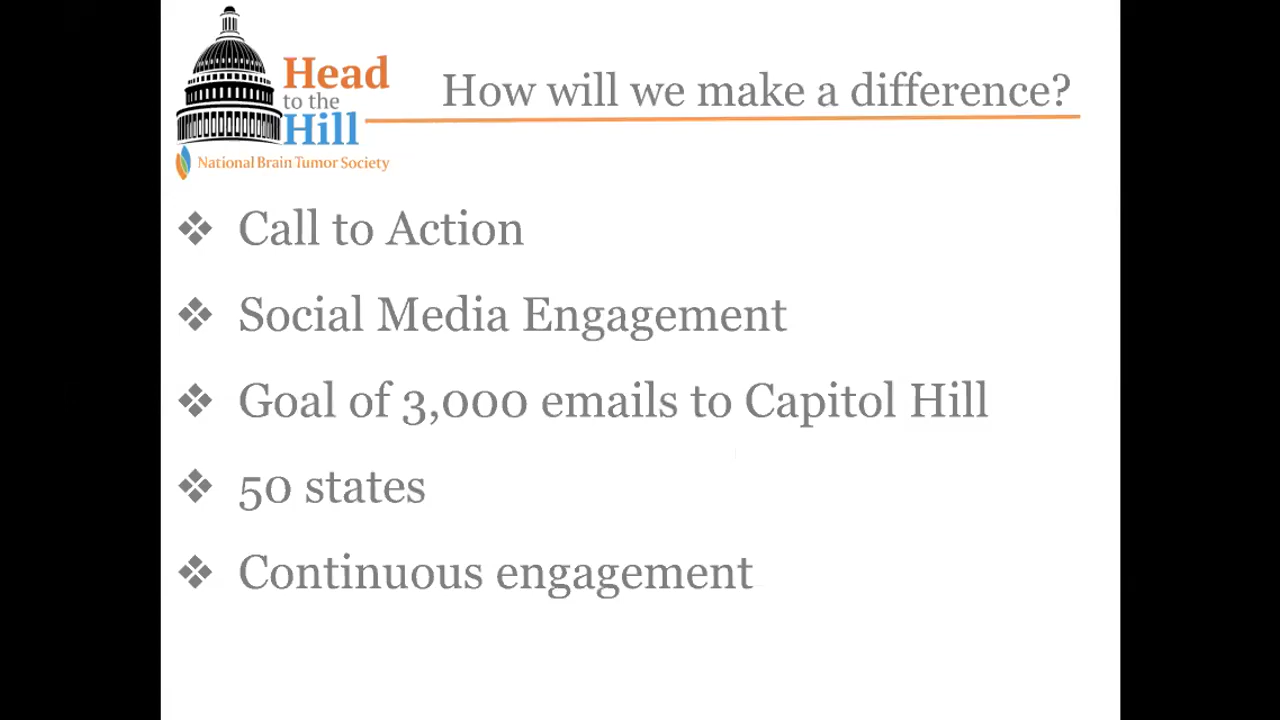 Head
to the
Hill
National Brain Tumor Society
How will we make a difference?
❖ Call to Action
❖ Social Media Engagement
❖ Goal of 3,000 emails to Capitol Hill
❖ 50 states
❖ Continuous engagement